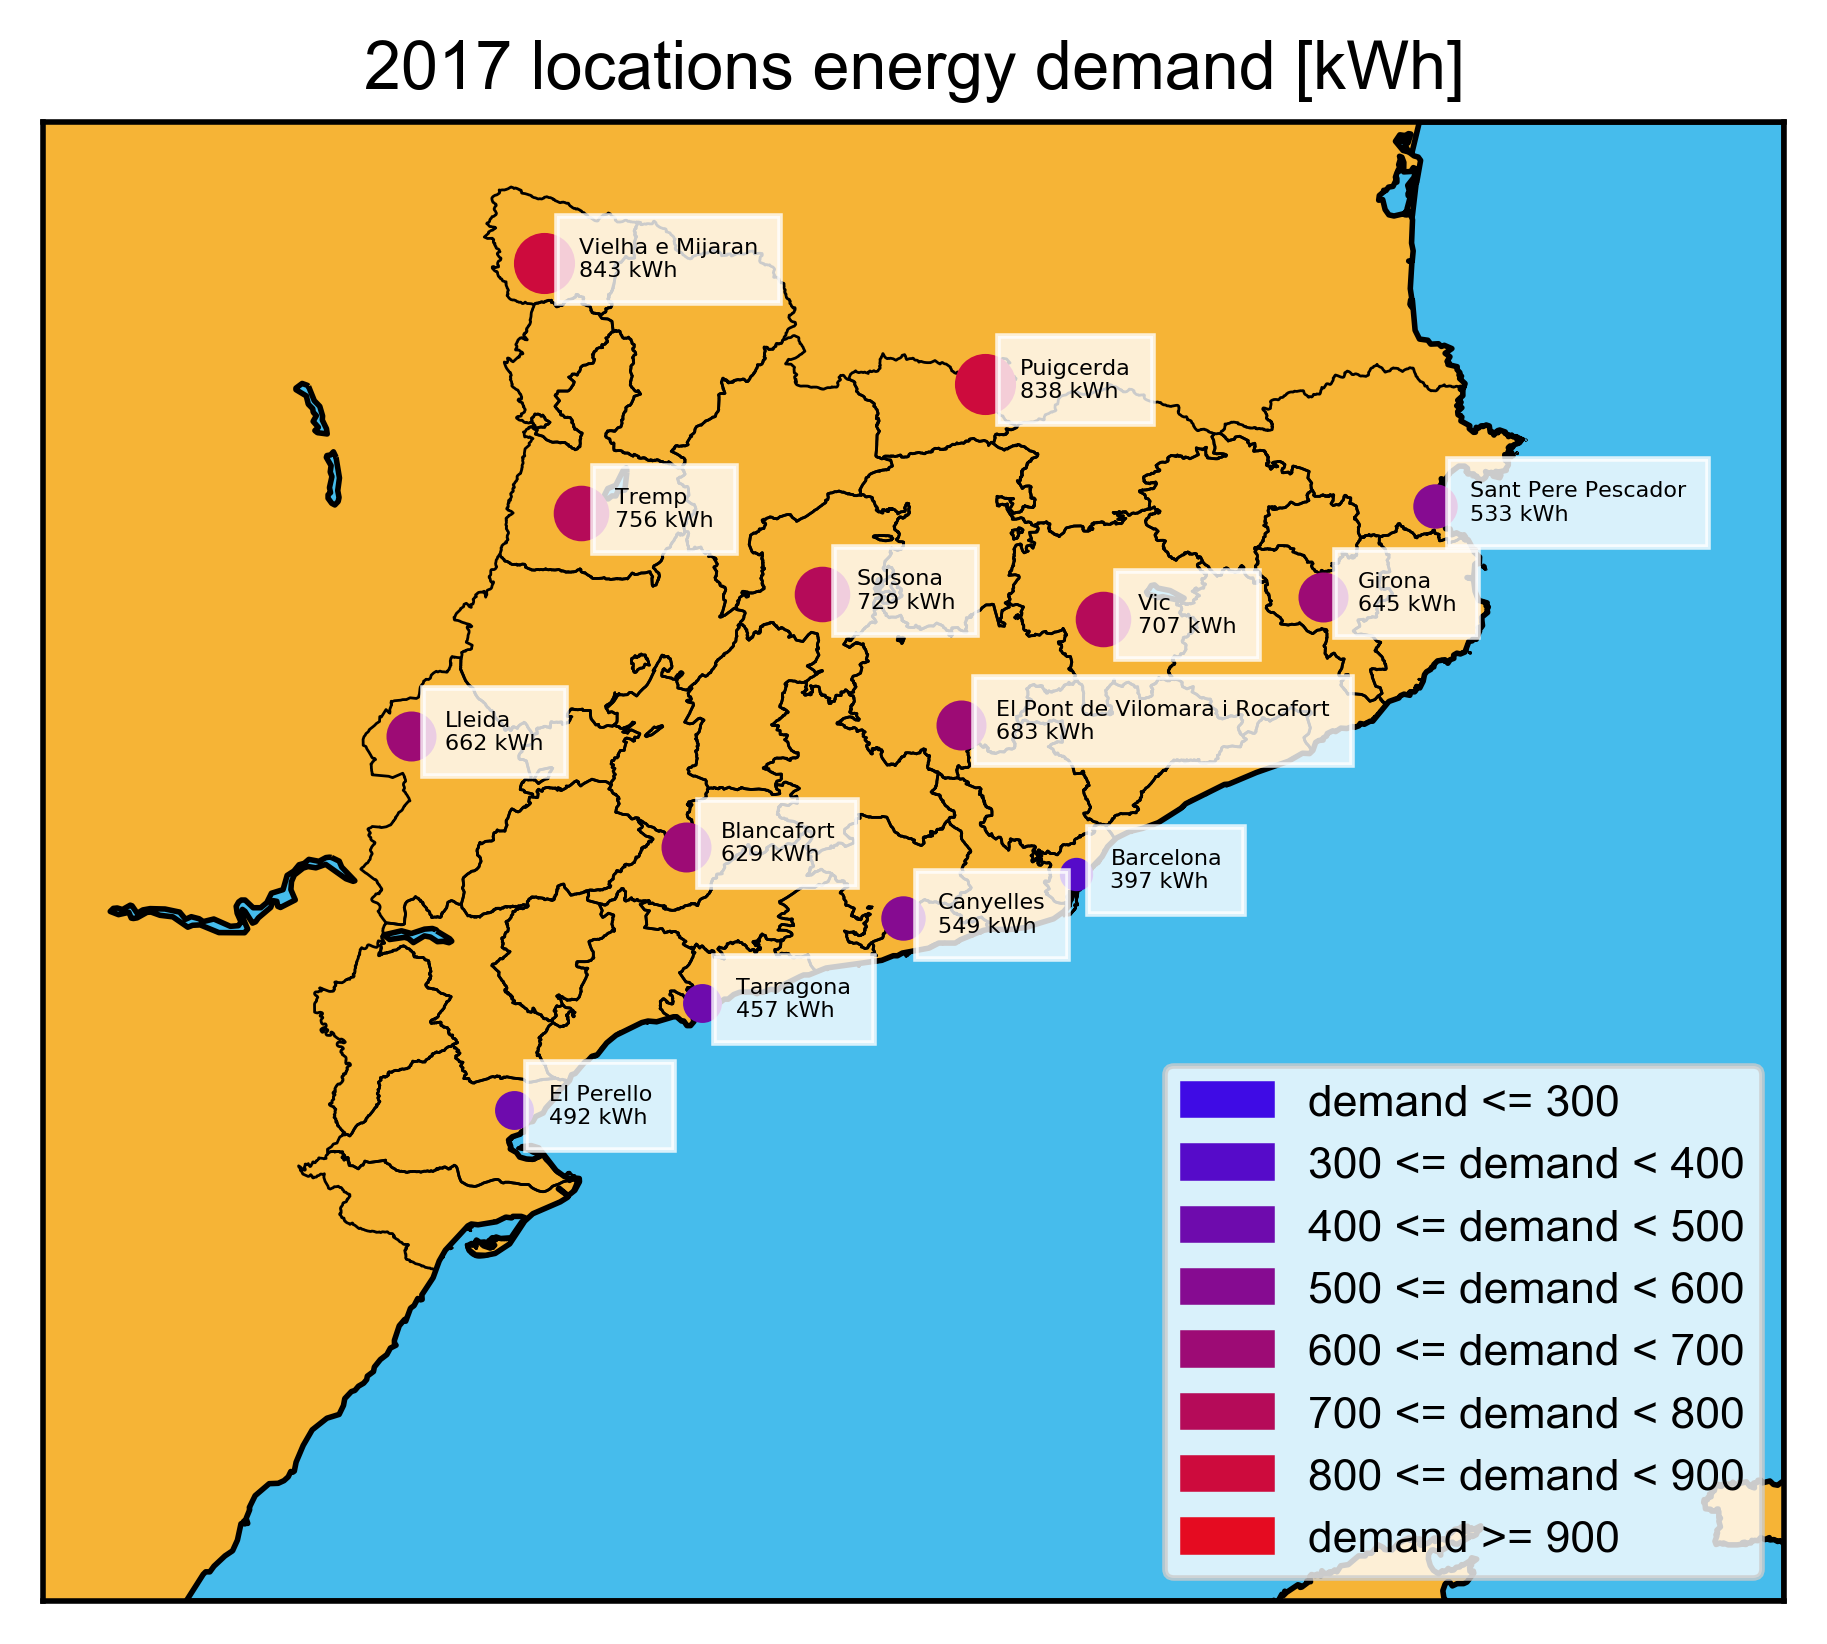 2017 locations energy demand [kWh]
Vielha e Mijaran
843 kWh
Puigcerda
838 kWh
Tremp
756 kWh
Sant Pere Pescador
533 kWh
Solsona
729 kWh
Girona
645 kWh
Vic
707 kWh
El Pont de Vilomara i Rocafort
683 kWh
Lleida
662 kWh
Blancafort
629 kWh
Barcelona
397 kWh
Canyelles
549 kWh
Tarragona
457 kWh
El Perello
492 kWh
demand <= 300
300 <= demand < 400
400 <= demand < 500
500 <= demand < 600
600 <= demand < 700
700 <= demand < 800
800 <= demand < 900
demand >= 900